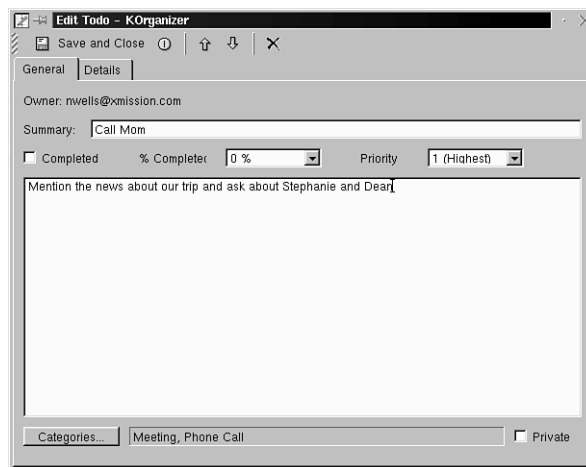 Edit Todo - KOrganizer
Save and Close
General Details
Owner: nwells@xmission.com
Summary: Call Mom
Completed % Completec 0 % Priority 1 (Highest)
Mention the news about our trip and ask about Stephanie and Dean
Categories... Meeting, Phone Call Private